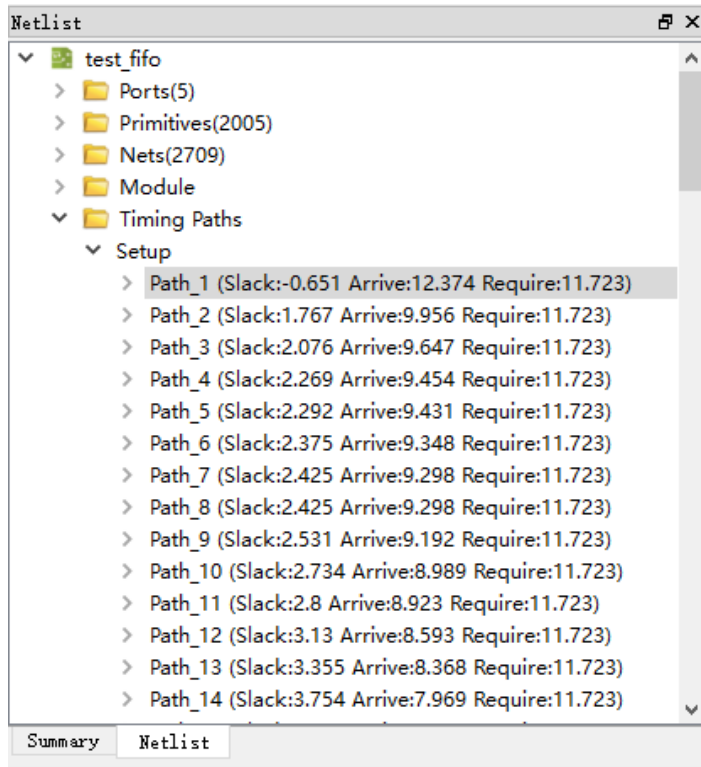 Netlist
test_fifo
Ports(5)
Primitives(2005)
Nets(2709)
Module
Timing Paths
Setup
Path_1 (Slack:-0.651 Arrive:12.374 Require:11.723)
Path_2 (Slack:1.767 Arrive:9.956 Require:11.723)
Path_3 (Slack:2.076 Arrive:9.647 Require:11.723)
Path_4 (Slack:2.269 Arrive:9.454 Require:11.723)
Path_5 (Slack:2.292 Arrive:9.431 Require:11.723)
Path_6 (Slack:2.375 Arrive:9.348 Require:11.723)
Path_7 (Slack:2.425 Arrive:9.298 Require:11.723)
Path_8 (Slack:2.425 Arrive:9.298 Require:11.723)
Path_9 (Slack:2.531 Arrive:9.192 Require:11.723)
Path_10 (Slack:2.734 Arrive:8.989 Require:11.723)
Path_11 (Slack:2.8 Arrive:8.923 Require:11.723)
Path_12 (Slack:3.13 Arrive:8.593 Require:11.723)
Path_13 (Slack:3.355 Arrive:8.368 Require:11.723)
Path_14 (Slack:3.754 Arrive:7.969 Require:11.723)
Summary Netlist